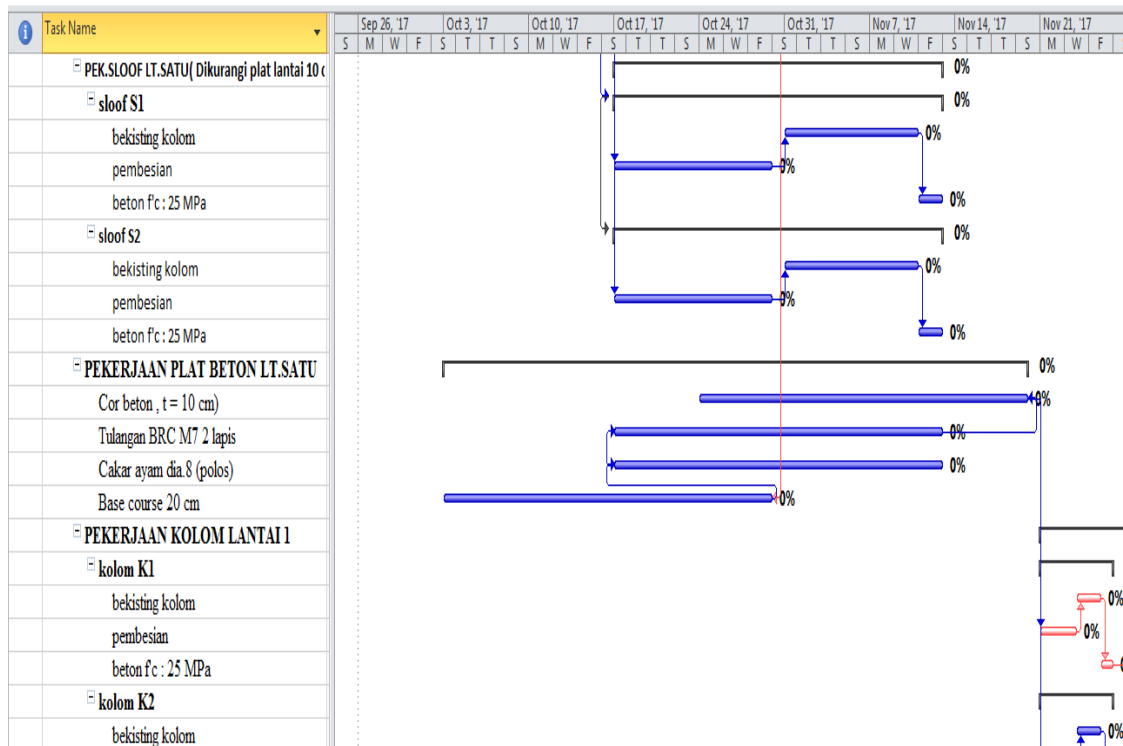 Task Name
Sep 26, '17 Oct 3, '17 Oct 10, '17 Oct 17, '17 Oct 24, '17 Oct 31, '17 Nov 7, '17 Nov 14, '17 Nov 21, '17
S M W F S T T S M W F S T T S M W F S T T S M W F S T T S M W F
PEK.SLOOF LT.SATU( Dikurangi plat lantai 10 c 0%
sloof S1 0%
bekisting kolom 0%
pembesian 0%
beton f'c : 25 MPa 0%
sloof S2 0%
bekisting kolom 0%
pembesian 0%
beton f'c : 25 MPa 0%
PEKERJAAN PLAT BETON LT.SATU 0%
Cor beton , t = 10 cm) 0%
Tulangan BRC M7 2 lapis 0%
Cakar ayam dia.8 (polos) 0%
Base course 20 cm 0%
PEKERJAAN KOLOM LANTAI 1
kolom K1
bekisting kolom 0%
pembesian 0%
beton f'c : 25 MPa
kolom K2
bekisting kolom 0%